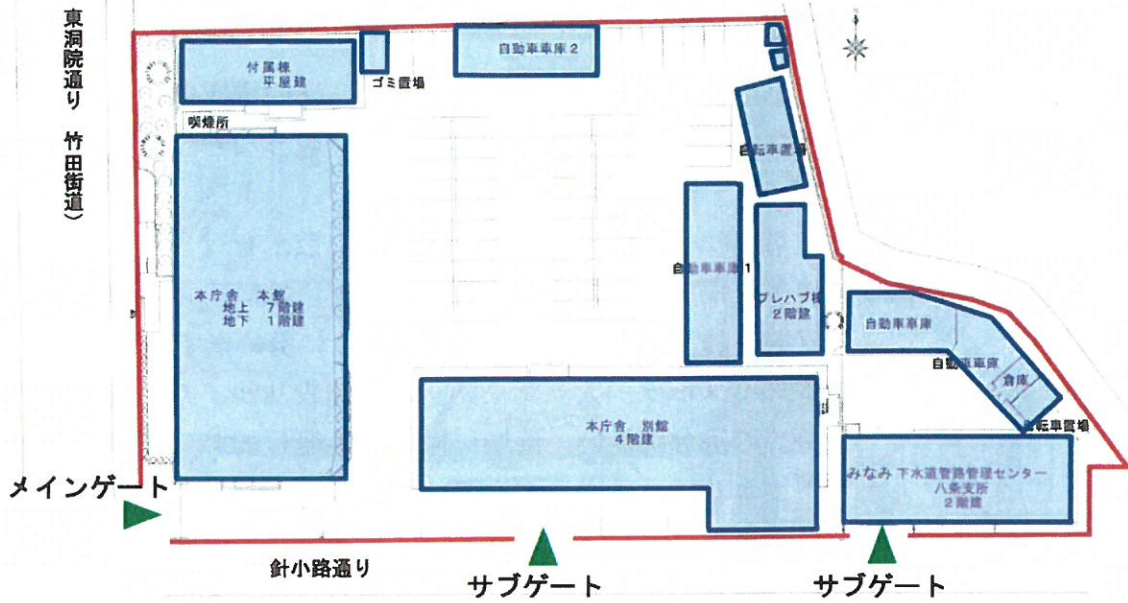 東洞院通り 竹田街道）
付属棟
平屋建
ゴミ置場
自動車車庫2
喫煙所
自転車置場
本庁舎 本館
地上 7階建
地下 1階建
自動車車庫1
プレハブ棟
2階建
自動車車庫
自動車車庫
倉庫
自転車置場
本庁舎 別館
4階建
みなみ下水道管路管理センター
八条支所
2階建
メインゲート
針小路通り
サブゲート
サブゲート